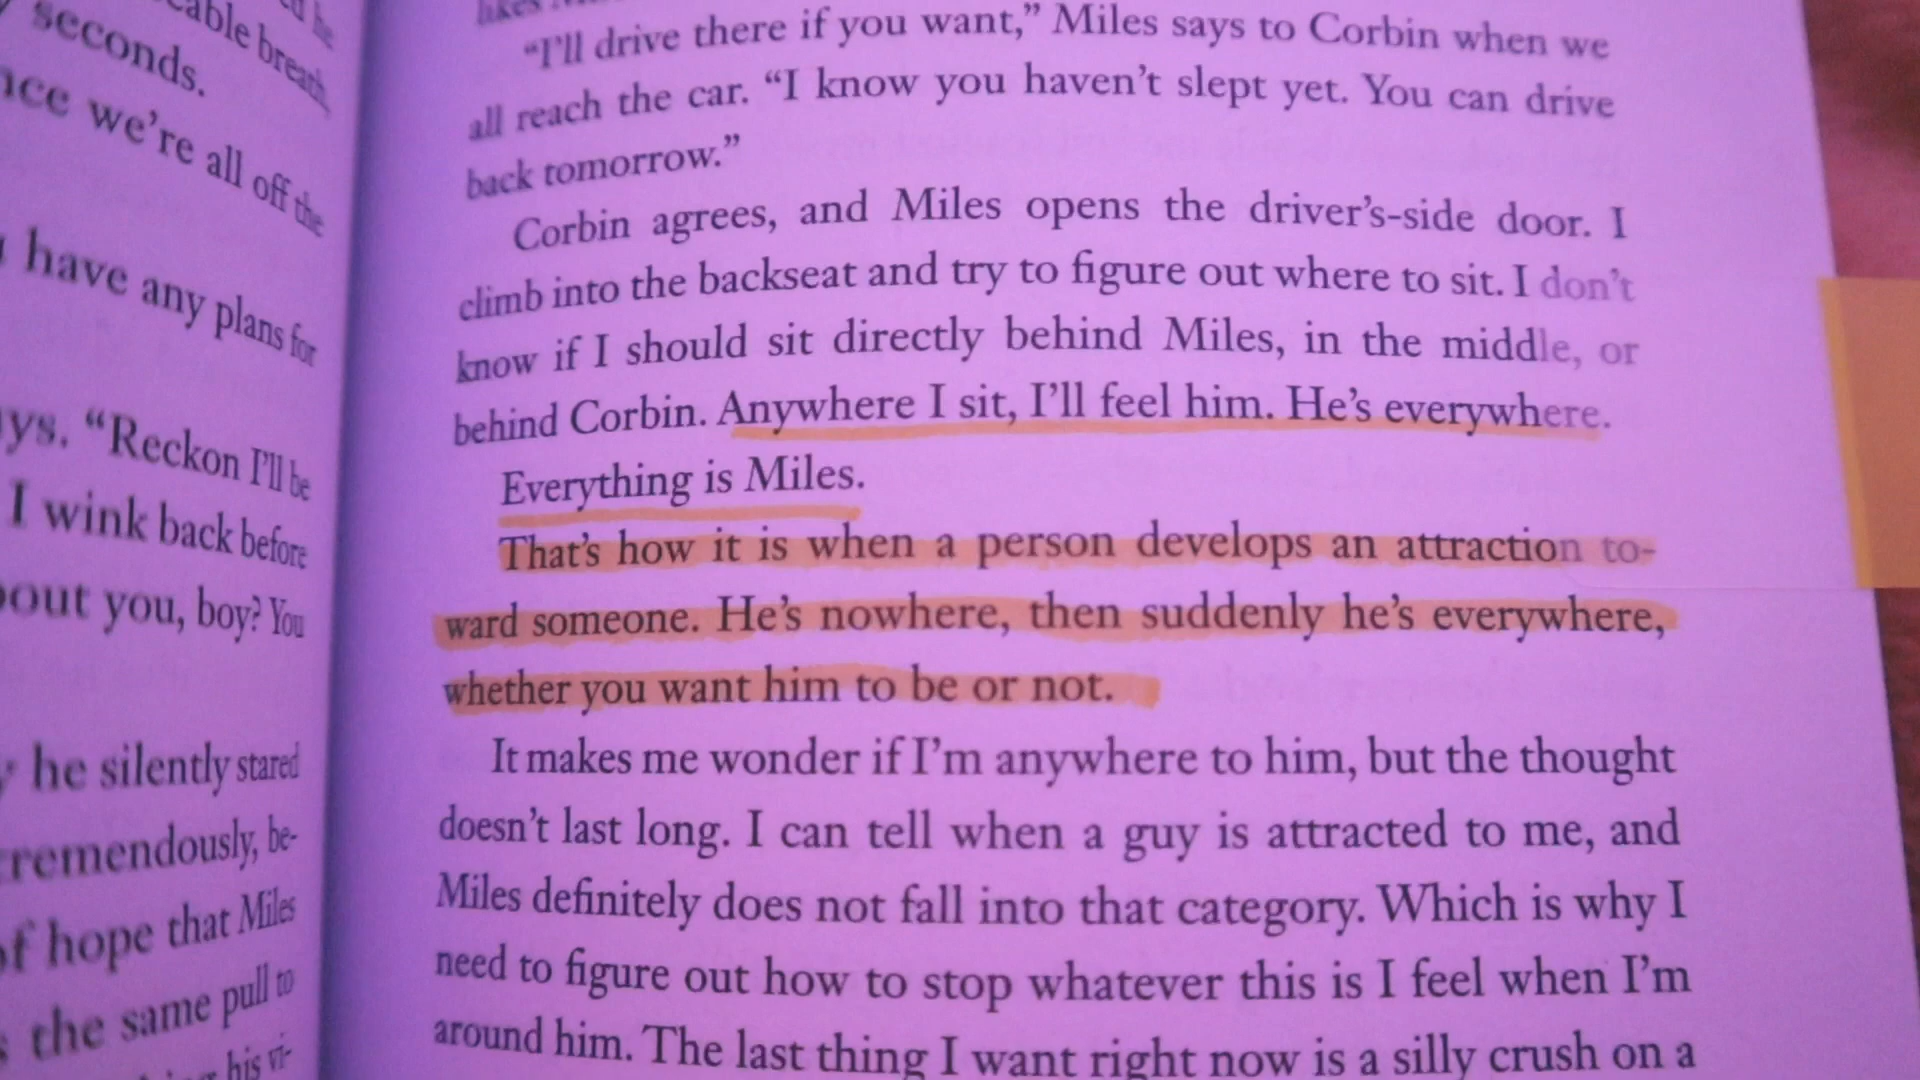 able breath,
seconds.
we're all off the
have any plans for
"Reckon I'll be
I wink back before
you, boy? You
he silently stared
be-
hope that Miles
the same pull to
his vi-
"I'll drive there if you want," Miles says to Corbin when we
all reach the car. "I know you haven't slept yet. You can drive
back tomorrow."
Corbin agrees, and Miles opens the driver's-side door. I
climb into the backseat and try to figure out where to sit. I don't
know if I should sit directly behind Miles, in the middle, or
behind Corbin. Anywhere I sit, I'll feel him. He's everywhere.
Everything is Miles.
That's how it is when a person develops an attraction to-
ward someone. He's nowhere, then suddenly he's everywhere,
whether you want him to be or not.
It makes me wonder if I'm anywhere to him, but the thought
doesn't last long. I can tell when a guy is attracted to me, and
Miles definitely does not fall into that category. Which is why I
need to figure out how to stop whatever this is I feel when I'm
around him. The last thing I want right now is a silly crush on a